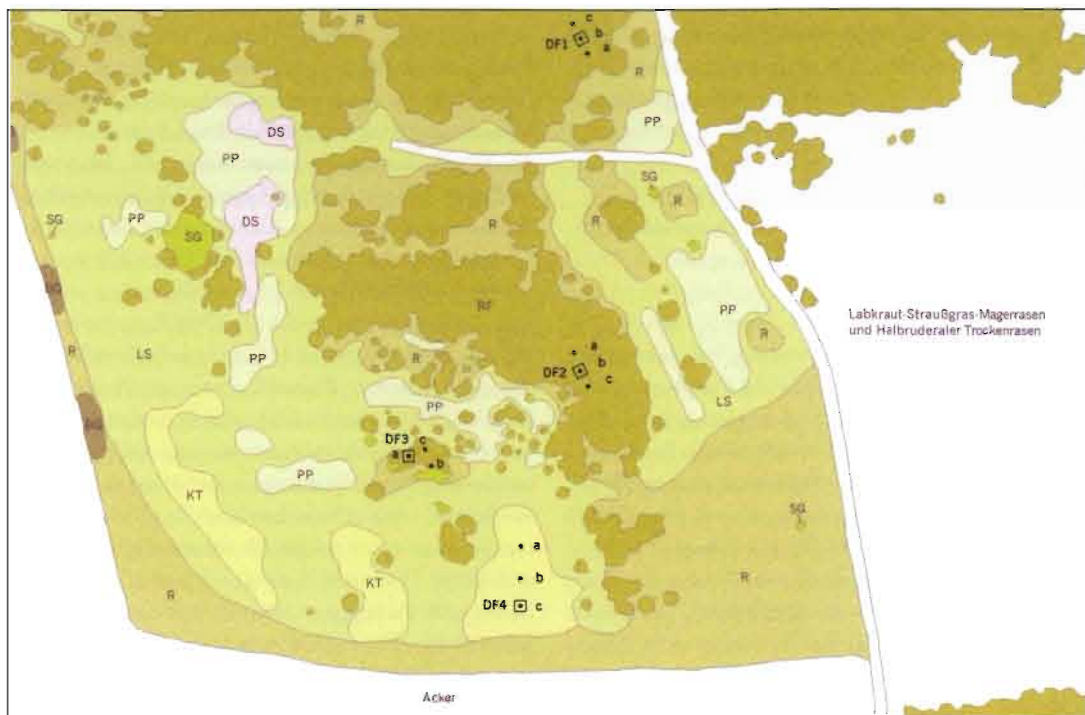 R
c
b
DF1
a
R
DS
PP
PP
SG
R
SG
PP
R
R
SG
DS
R
RF
PP
Labkraut-Straußgras-Magerrasen
und Halbruderaler Trockenrasen
R
LS
PP
R
R
a
b
DF2
c
PP
LS
DF3
c
a
b
PP
KT
SG
a
R
b
KT
R
DF4
c
Acker